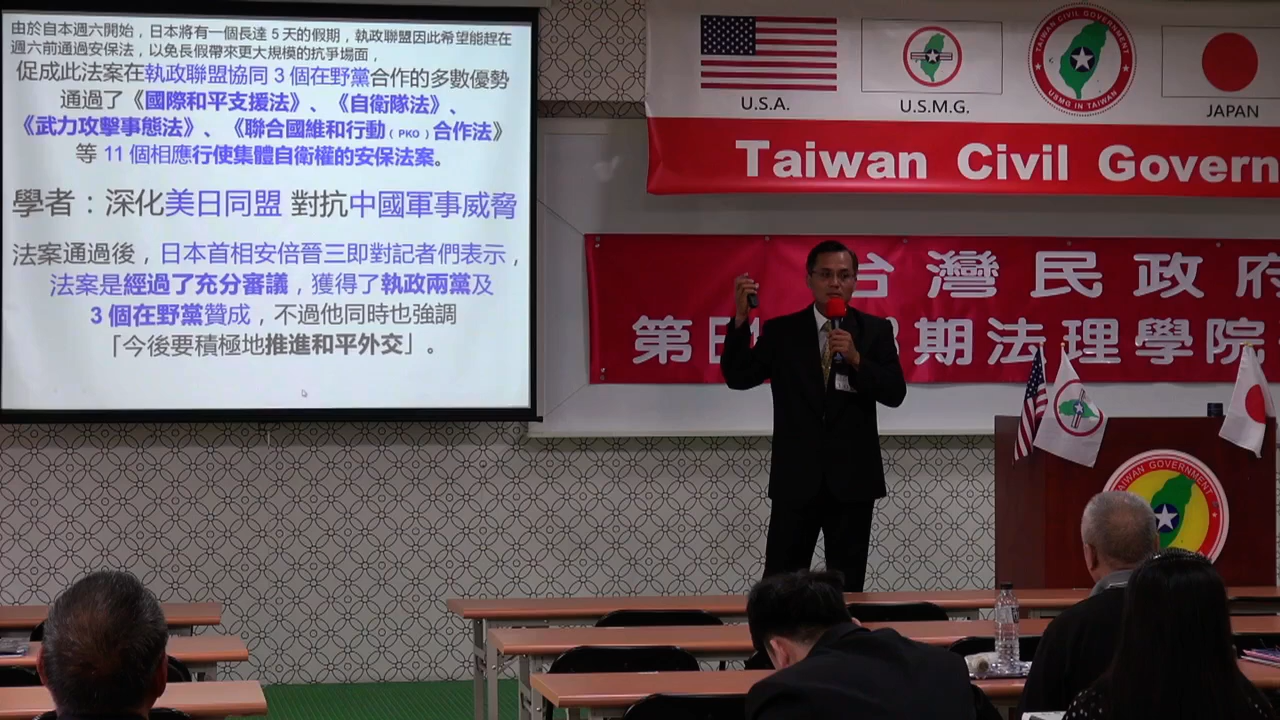 由於自本週六開始，日本將有一個長達 5 天的假期，執政聯盟因此希望能趕在
週六前通過安保法，以免長假帶來更大規模的抗爭場面，
促成此法案在執政聯盟協同 3 個在野黨合作的多數優勢
通過了《國際和平支援法》、《自衛隊法》、
《武力攻擊事態法》、《聯合國維和行動（PKO）合作法》
等 11 個相應行使集體自衛權的安保法案。
學者：深化美日同盟 對抗中國軍事威脅
法案通過後，日本首相安倍晉三即對記者們表示，
法案是經過了充分審議，獲得了執政兩黨及
3 個在野黨贊成，不過他同時也強調
「今後要積極地推進和平外交」。
U.S.A.
U.S.M.G.
TAIWAN CIVIL GOVERNMENT
USMG IN TAIWAN
JAPAN
Taiwan Civil Govern
台灣民政府
第 期法理學院
TAIWAN GOVERNMENT